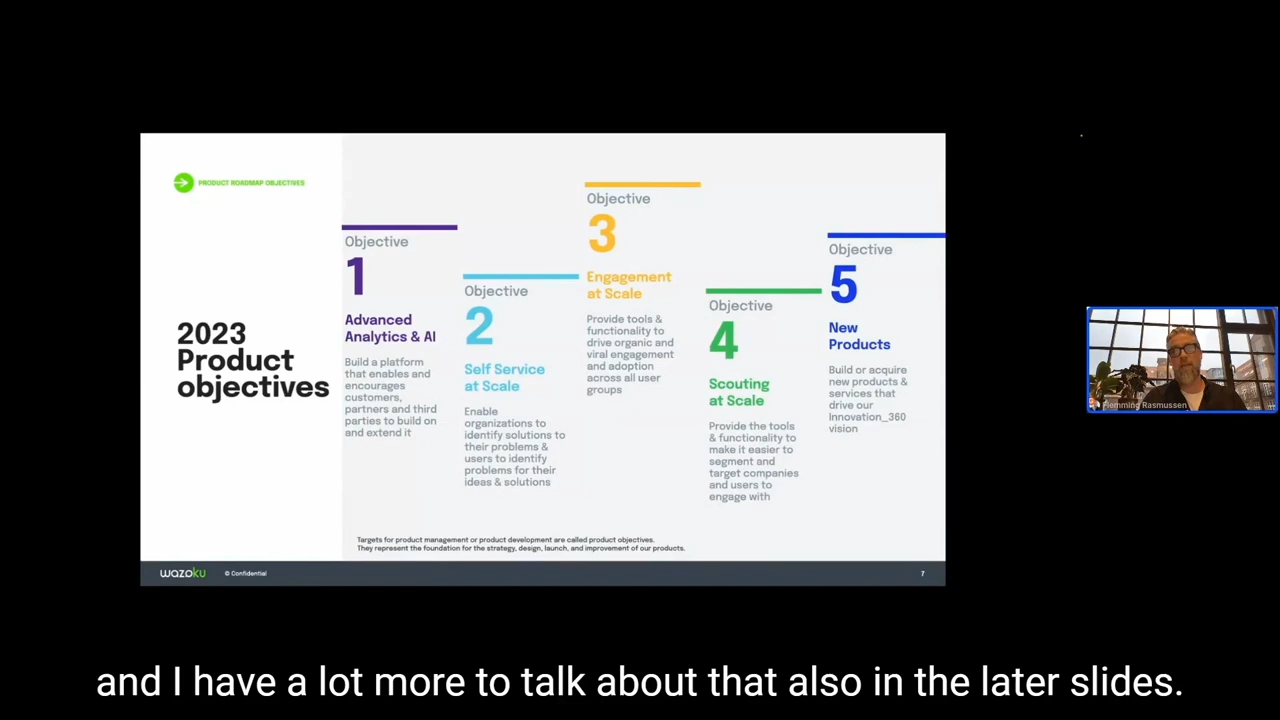 PRODUCT ROADMAP OBJECTIVES
2023
Product
objectives
Objective
1
Advanced
Analytics & AI
Build a platform
that enables and
encourages
customers,
partners and third
parties to build on
and extend it
Objective
2
Self Service
at Scale
Enable
organizations to
identify solutions to
their problems &
users to identify
problems for their
ideas & solutions
Objective
3
Engagement
at Scale
Provide tools &
functionality to
drive organic and
viral engagement
and adoption
across all user
groups
Objective
4
Scouting
at Scale
Provide the tools
& functionality to
make it easier to
segment and
target companies
and users to
engage with
Objective
5
New
Products
Build or acquire
new products &
services that
drive our
Innovation_360
vision
Targets for product management or product development are called product objectives.
They represent the foundation for the strategy, design, launch, and improvement of our products.
wazoku
© Confidential
7
Flemming Rasmussen
and I have a lot more to talk about that also in the later slides.